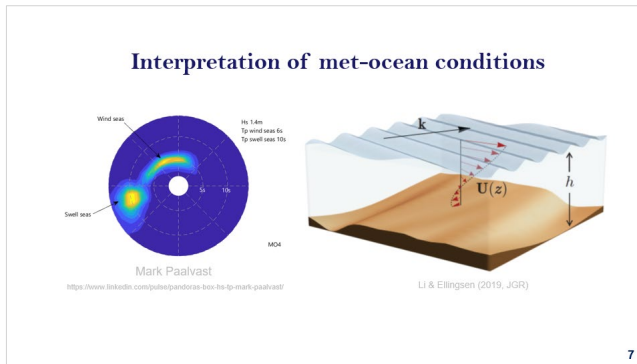 Interpretation of met-ocean conditions
Wind seas
Hs 1.4m
Tp wind seas 6s
Tp swell seas 10s
5s
10s
Swell seas
MO4
Mark Paalvast
https://www.linkedin.com/pulse/pandoras-box-hs-tp-mark-paalvast/
k
U(z)
h
Li & Ellingsen (2019, JGR)
7